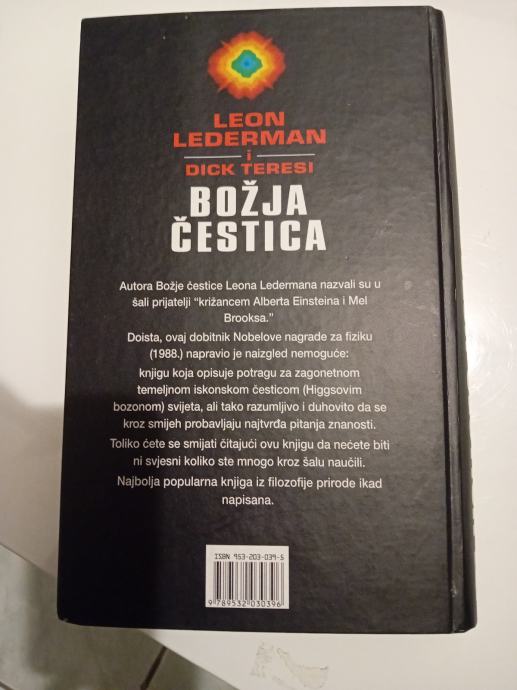 LEON
LEDERMAN
i
DICK TERESI
BOŽJA
ČESTICA
Autora Božje čestice Leona Ledermana nazvali su u
šali prijatelji “križancem Alberta Einsteina i Mel
Brooksa.”
Doista, ovaj dobitnik Nobelove nagrade za fiziku
(1988.) napravio je naizgled nemoguće:
knjigu koja opisuje potragu za zagonetnom
temeljnom iskonskom česticom (Higgsovim
bozonom) svijeta, ali tako razumljivo i duhovito da se
kroz smijeh probavljaju najtvrđa pitanja znanosti.
Toliko ćete se smijati čitajući ovu knjigu da nećete biti
ni svjesni koliko ste mnogo kroz šalu naučili.
Najbolja popularna knjiga iz filozofije prirode ikad
napisana.
ISBN 953-203-039-5
9 789532 030396